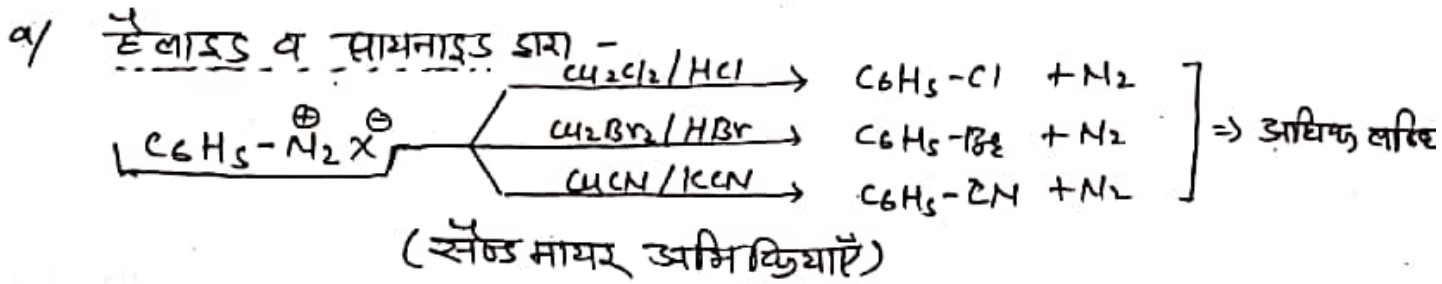 a/ हैलाइड व सायनाइड द्वारा -
Cu2Cl2/HCl → C6H5-Cl + N2
C6H5-N2⊕X⊖ Cu2Br2/HBr → C6H5-Br + N2 ⇒ अधिक लब्धि
CuCN/KCN → C6H5-CN + N2
(सैण्ड मायर अभिक्रियाएँ)